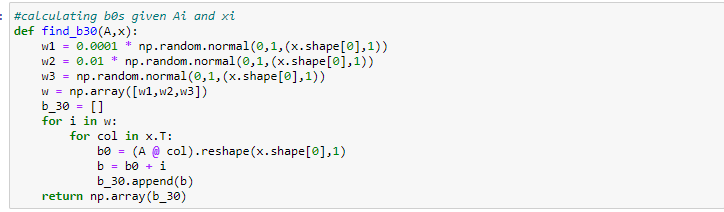 #calculating b0s given Ai and xi
def find_b30(A,x):
    w1 = 0.0001 * np.random.normal(0,1,(x.shape[0],1))
    w2 = 0.01 * np.random.normal(0,1,(x.shape[0],1))
    w3 = np.random.normal(0,1,(x.shape[0],1))
    w = np.array([w1,w2,w3])
    b_30 = []
    for i in w:
        for col in x.T:
            b0 = (A @ col).reshape(x.shape[0],1)
            b = b0 + i
            b_30.append(b)
    return np.array(b_30)